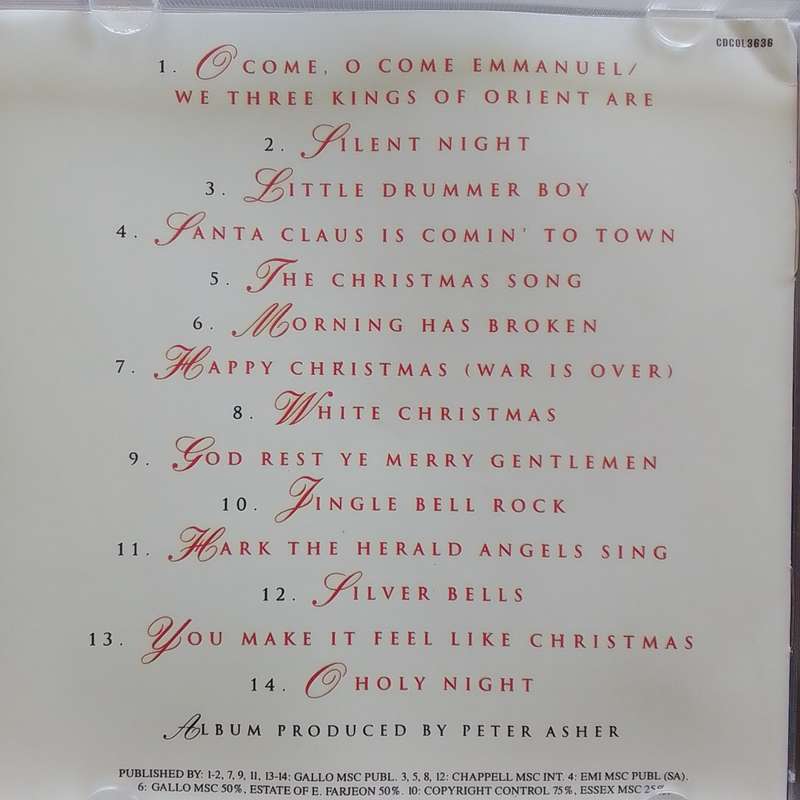 CDCOL3636
1. O COME, O COME EMMANUEL/
WE THREE KINGS OF ORIENT ARE
2. SILENT NIGHT
3. LITTLE DRUMMER BOY
4. SANTA CLAUS IS COMIN' TO TOWN
5. THE CHRISTMAS SONG
6. MORNING HAS BROKEN
7. HAPPY CHRISTMAS (WAR IS OVER)
8. WHITE CHRISTMAS
9. GOD REST YE MERRY GENTLEMEN
10. JINGLE BELL ROCK
11. HARK THE HERALD ANGELS SING
12. SILVER BELLS
13. YOU MAKE IT FEEL LIKE CHRISTMAS
14. O HOLY NIGHT
ALBUM PRODUCED BY PETER ASHER
PUBLISHED BY: 1-2, 7, 9, 11, 13-14: GALLO MSC PUBL. 3, 5, 8, 12: CHAPPELL MSC INT. 4: EMI MSC PUBL (SA).
6: GALLO MSC 50%, ESTATE OF E. FARJEON 50%. 10: COPYRIGHT CONTROL 75%, ESSEX MSC 25%